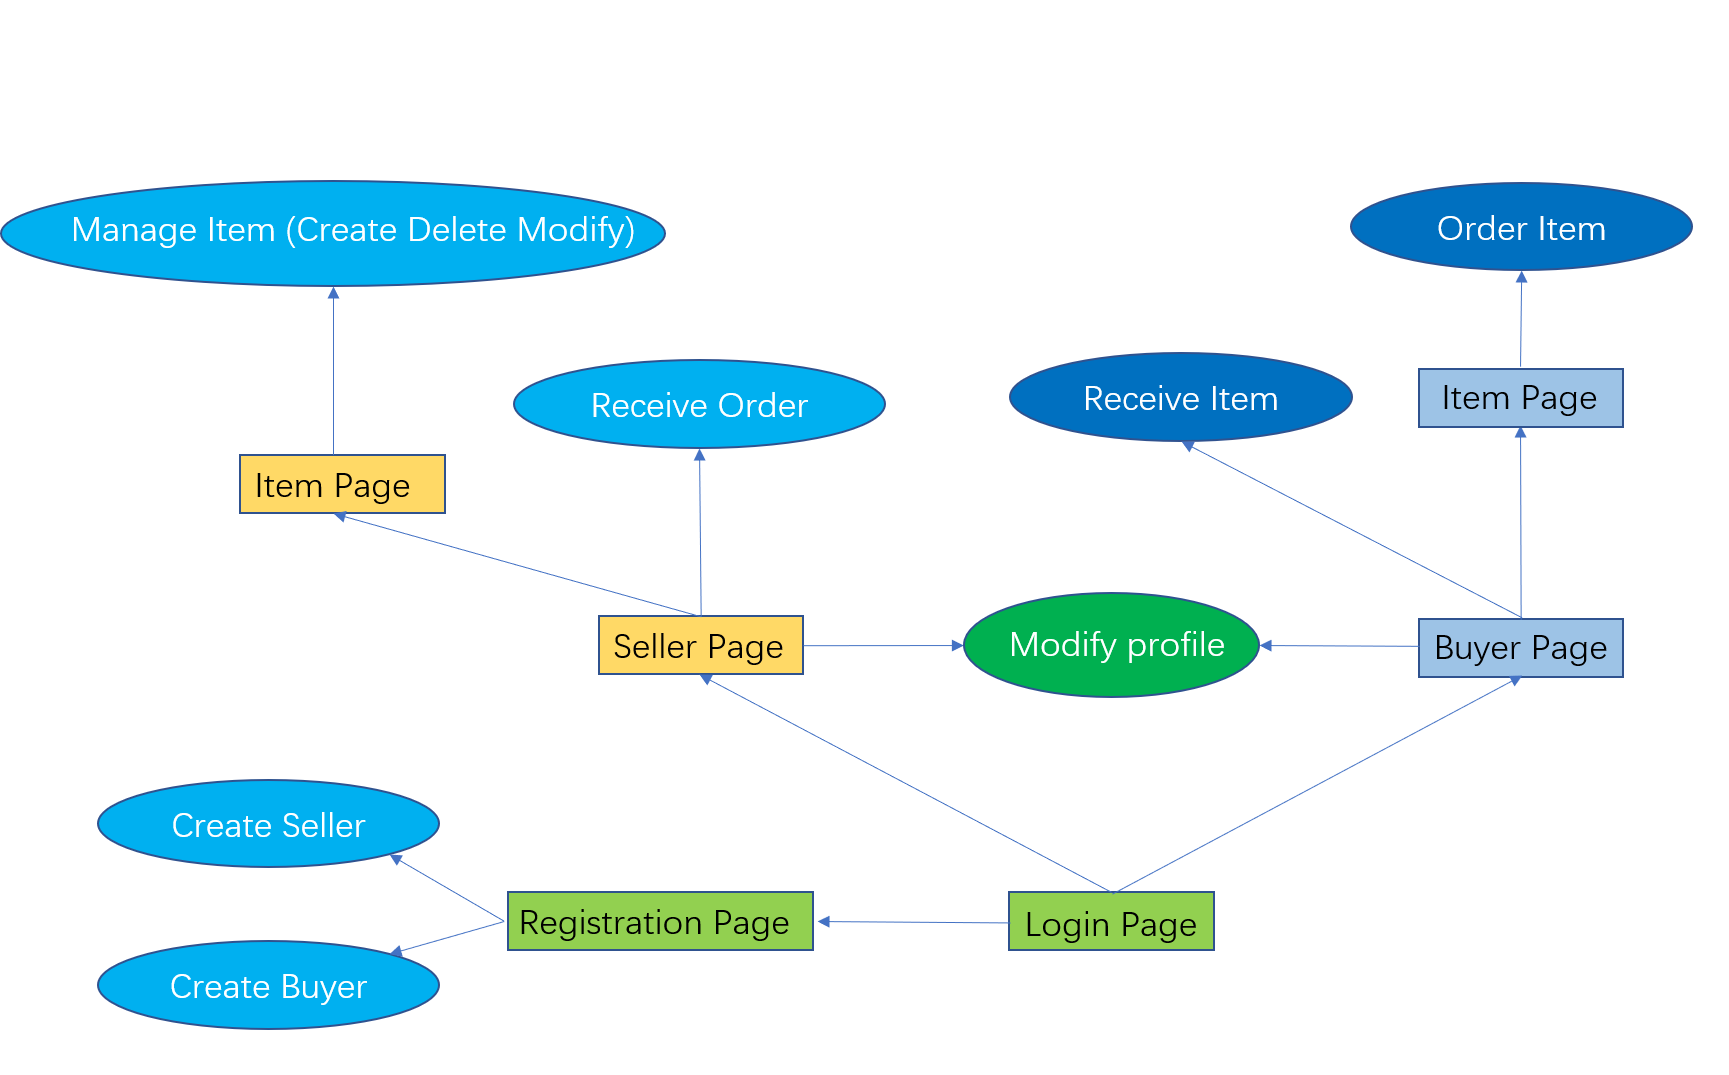 Manage Item (Create Delete Modify)
Order Item
Receive Order
Receive Item
Item Page
Item Page
Seller Page
Modify profile
Buyer Page
Create Seller
Registration Page
Login Page
Create Buyer